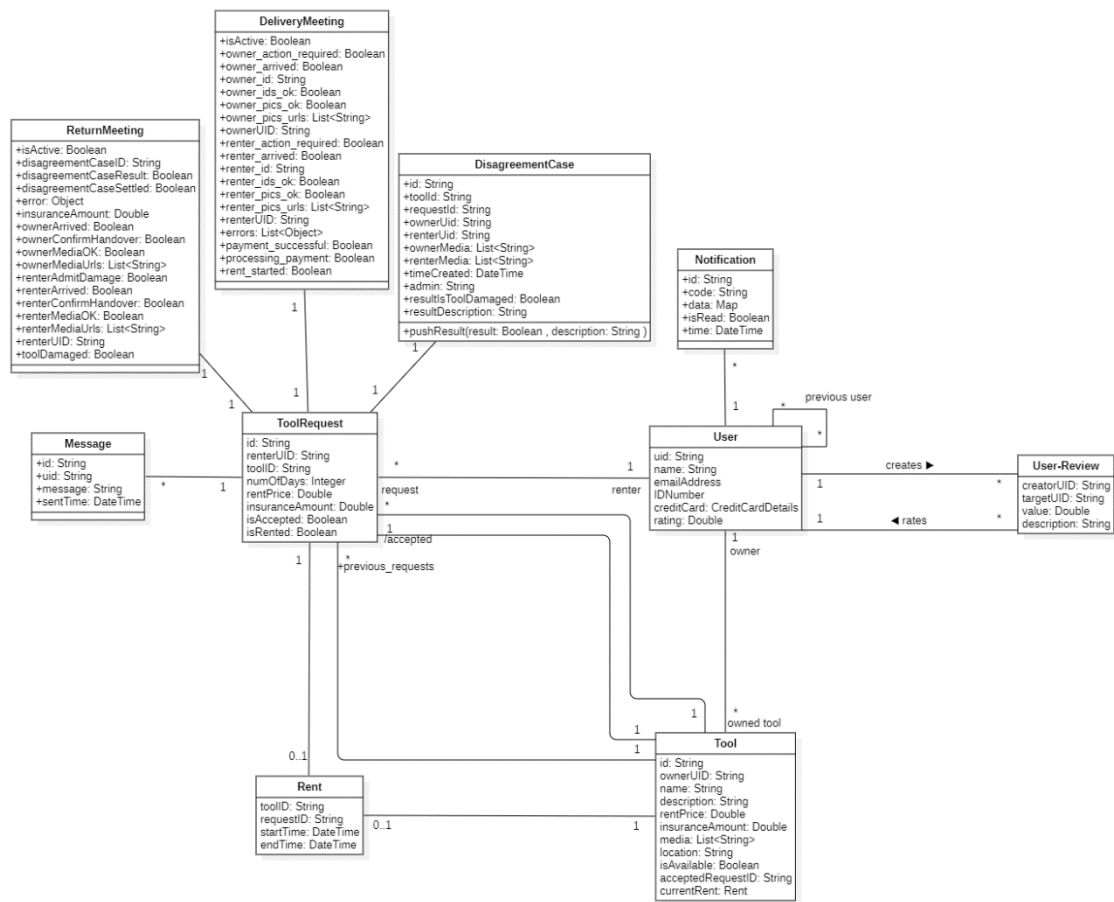 DeliveryMeeting
+isActive: Boolean
+owner_action_required: Boolean
+owner_arrived: Boolean
+owner_id: String
+owner_ids_ok: Boolean
+owner_pics_ok: Boolean
+owner_pics_urls: List<String>
+ownerUID: String
+renter_action_required: Boolean
+renter_arrived: Boolean
+renter_id: String
+renter_ids_ok: Boolean
+renter_pics_ok: Boolean
+renter_pics_urls: List<String>
+renterUID: String
+errors: List<Object>
+payment_successful: Boolean
+processing_payment: Boolean
+rent_started: Boolean
ReturnMeeting
+isActive: Boolean
+disagreementCaseID: String
+disagreementCaseResult: Boolean
+disagreementCaseSettled: Boolean
+error: Object
+insuranceAmount: Double
+ownerArrived: Boolean
+ownerConfirmHandover: Boolean
+ownerMediaOK: Boolean
+ownerMediaUrls: List<String>
+renterAdmitDamage: Boolean
+renterArrived: Boolean
+renterConfirmHandover: Boolean
+renterMediaOK: Boolean
+renterMediaUrls: List<String>
+renterUID: String
+toolDamaged: Boolean
DisagreementCase
+id: String
+toolId: String
+requestId: String
+ownerUid: String
+renterUid: String
+ownerMedia: List<String>
+renterMedia: List<String>
+timeCreated: DateTime
+admin: String
+resultIsToolDamaged: Boolean
+resultDescription: String
+pushResult(result: Boolean , description: String )
Notification
+id: String
+code: String
+data: Map
+isRead: Boolean
+time: DateTime
1
1
1
1
1
1
*
1
*
previous user
*
Message
+id: String
+uid: String
+message: String
+sentTime: DateTime
*
1
ToolRequest
id: String
renterUID: String
toolID: String
numOfDays: Integer
rentPrice: Double
insuranceAmount: Double
isAccepted: Boolean
isRented: Boolean
*
request
1
renter
*
1
/accepted
*
+previous_requests
1
User
uid: String
name: String
emailAddress
IDNumber
creditCard: CreditCardDetails
rating: Double
creates ▶
1
*
1
*
◀ rates
User-Review
creatorUID: String
targetUID: String
value: Double
description: String
1
owner
*
owned tool
1
1
1
0..1
Rent
toolID: String
requestID: String
startTime: DateTime
endTime: DateTime
0..1
1
Tool
id: String
ownerUID: String
name: String
description: String
rentPrice: Double
insuranceAmount: Double
media: List<String>
location: String
isAvailable: Boolean
acceptedRequestID: String
currentRent: Rent